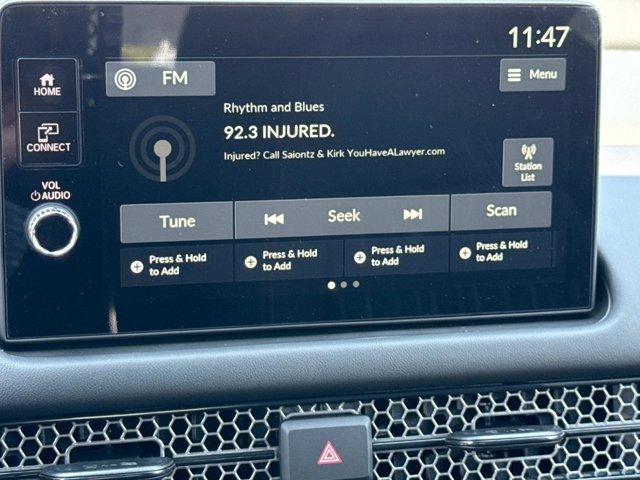 11:47
HOME
FM
Menu
Rhythm and Blues
92.3 INJURED.
Injured? Call Saiontz & Kirk YouHaveALawyer.com
CONNECT
Station
List
VOL
AUDIO
Tune
Seek
Scan
Press & Hold
to Add
Press & Hold
to Add
Press & Hold
to Add
Press & Hold
to Add